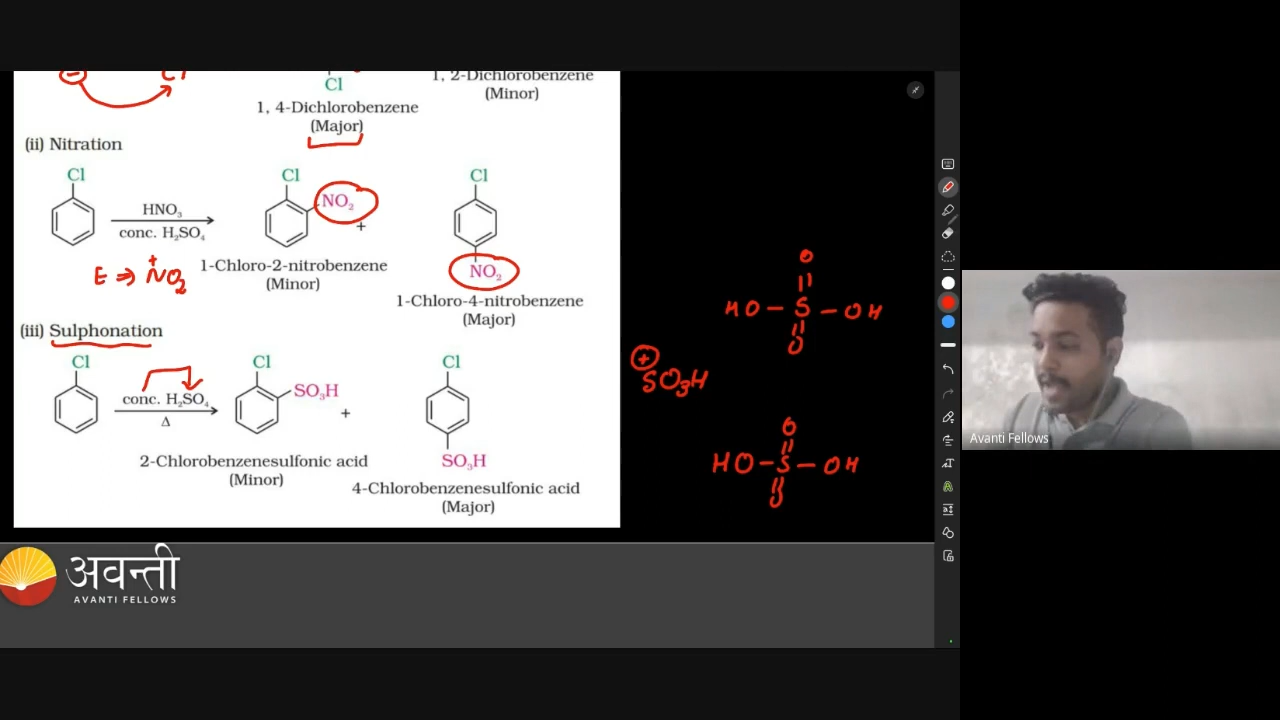 Cl
1, 4-Dichlorobenzene
(Major)
1, 2-Dichlorobenzene
(Minor)
(ii) Nitration
Cl
HNO₃
conc. H₂SO₄
Cl
NO₂
+
1-Chloro-2-nitrobenzene
(Minor)
Cl
NO₂
1-Chloro-4-nitrobenzene
(Major)
E ⇒ +NO₂
(iii) Sulphonation
Cl
conc. H₂SO₄
Δ
Cl
SO₃H
+
2-Chlorobenzenesulfonic acid
(Minor)
Cl
SO₃H
4-Chlorobenzenesulfonic acid
(Major)
O
HO – S – OH
O
+
SO₃H
O
HO – S – OH
O
Avanti Fellows
अवन्ती
AVANTI FELLOWS